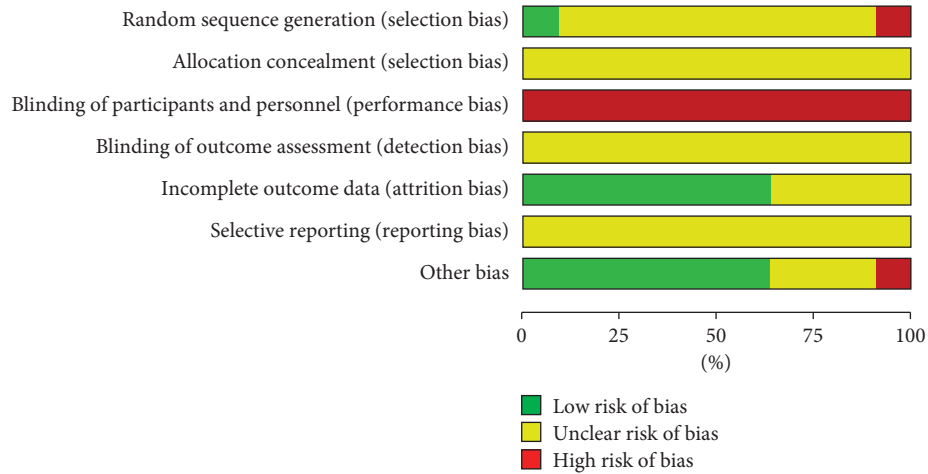 Random sequence generation (selection bias)
Allocation concealment (selection bias)
Blinding of participants and personnel (performance bias)
Blinding of outcome assessment (detection bias)
Incomplete outcome data (attrition bias)
Selective reporting (reporting bias)
Other bias
0 25 50 75 100
(%)
Low risk of bias
Unclear risk of bias
High risk of bias